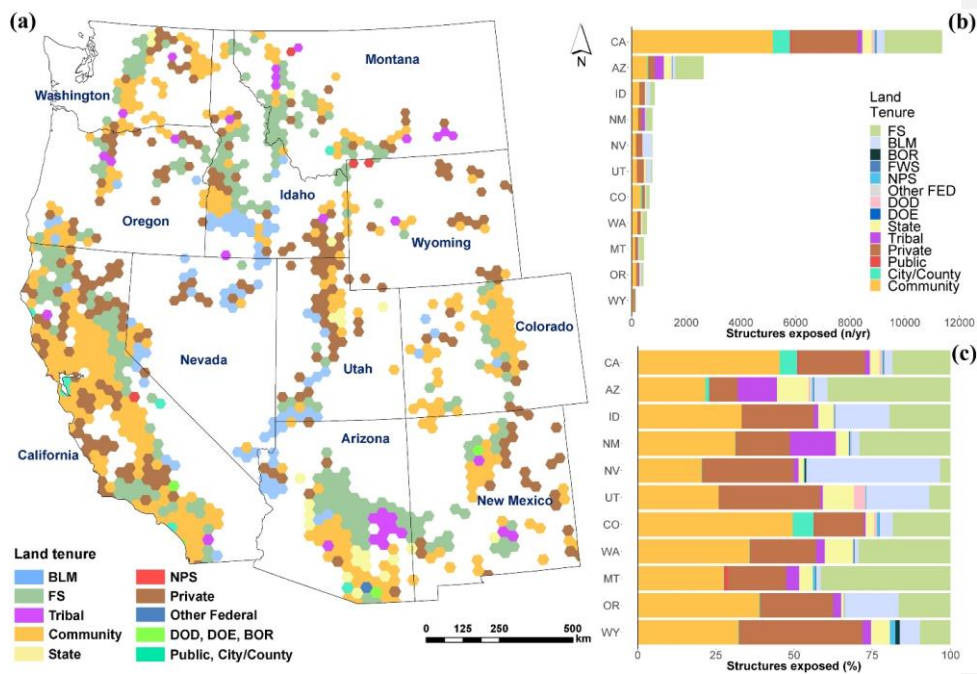 (a)
Washington
Montana
Oregon
Idaho
Wyoming
Nevada
Utah
Colorado
California
Arizona
New Mexico
N
Land tenure
BLM
FS
Tribal
Community
State
NPS
Private
Other Federal
DOD, DOE, BOR
Public, City/County
0 125 250 500
km
(b)
CA
AZ
ID
NM
NV
UT
CO
WA
MT
OR
WY
Land
Tenure
FS
BLM
BOR
FWS
NPS
Other FED
DOD
DOE
State
Tribal
Private
Public
City/County
Community
0 2000 4000 6000 8000 10000 12000
Structures exposed (n/yr)
(c)
CA
AZ
ID
NM
NV
UT
CO
WA
MT
OR
WY
0 25 50 75 100
Structures exposed (%)